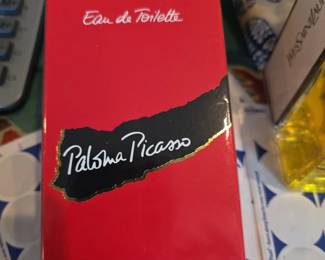 Eau de Toilette
Paloma Picasso